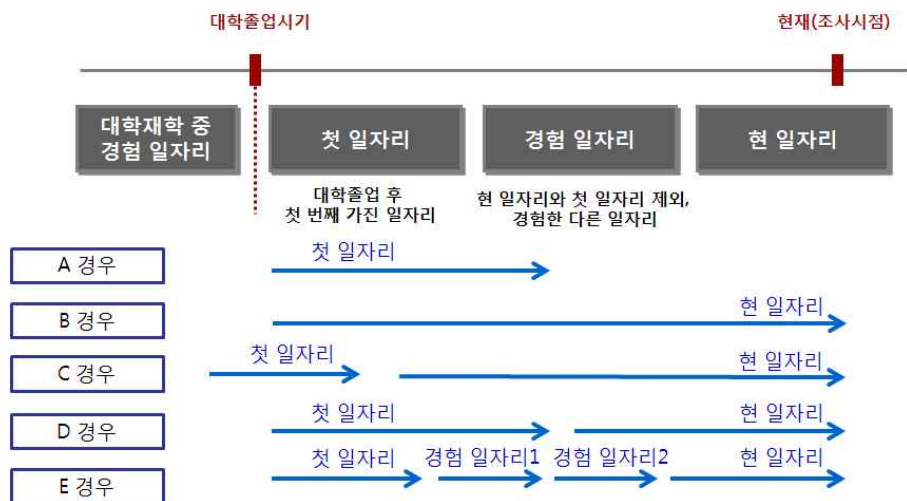 대학졸업시기
현재(조사시점)
대학재학 중
경험 일자리
첫 일자리
경험 일자리
현 일자리
대학졸업 후
첫 번째 가진 일자리
현 일자리와 첫 일자리 제외,
경험한 다른 일자리
A 경우
첫 일자리
B 경우
현 일자리
C 경우
첫 일자리
현 일자리
D 경우
첫 일자리
현 일자리
E 경우
첫 일자리
경험 일자리1
경험 일자리2
현 일자리